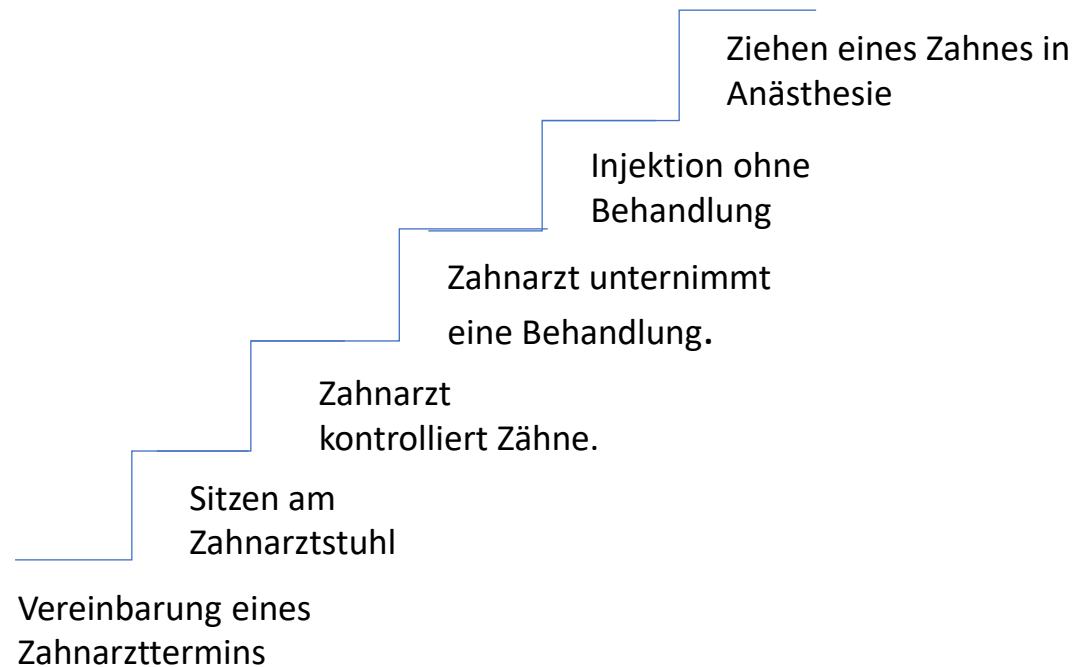 Ziehen eines Zahnes in
Anästhesie
Injektion ohne
Behandlung
Zahnarzt unternimmt
eine Behandlung.
Zahnarzt
kontrolliert Zähne.
Sitzen am
Zahnarztstuhl
Vereinbarung eines
Zahnarzttermins